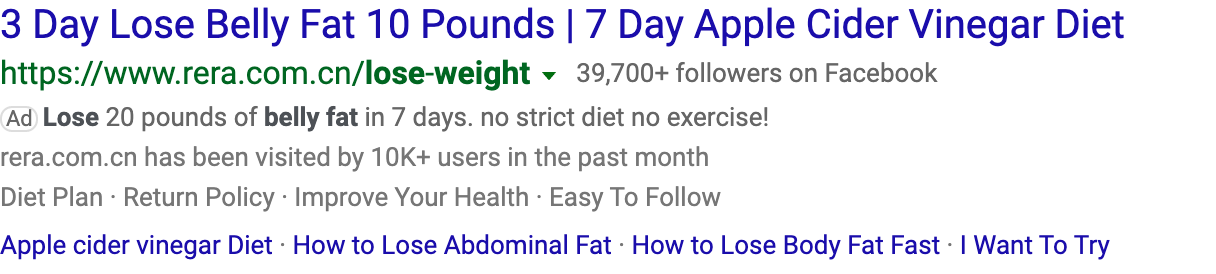 3 Day Lose Belly Fat 10 Pounds | 7 Day Apple Cider Vinegar Diet
https://www.rera.com.cn/lose-weight 39,700+ followers on Facebook
Ad Lose 20 pounds of belly fat in 7 days. no strict diet no exercise!
rera.com.cn has been visited by 10K+ users in the past month
Diet Plan · Return Policy · Improve Your Health · Easy To Follow
Apple cider vinegar Diet · How to Lose Abdominal Fat · How to Lose Body Fat Fast · I Want To Try